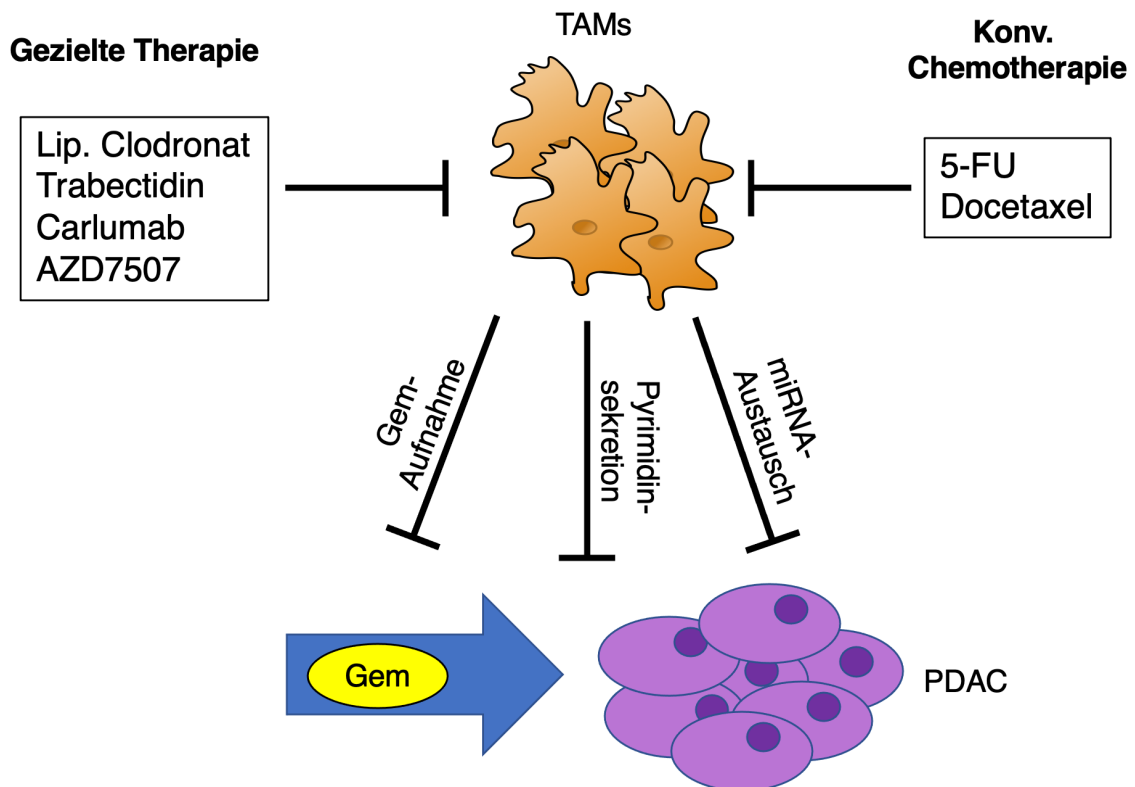 TAMs
Gezielte Therapie
Konv.
Chemotherapie
Lip. Clodronat
Trabectidin
Carlumab
AZD7507
5-FU
Docetaxel
Gem-
Aufnahme
Pyrimidin-
sekretion
miRNA-
Austausch
Gem
PDAC